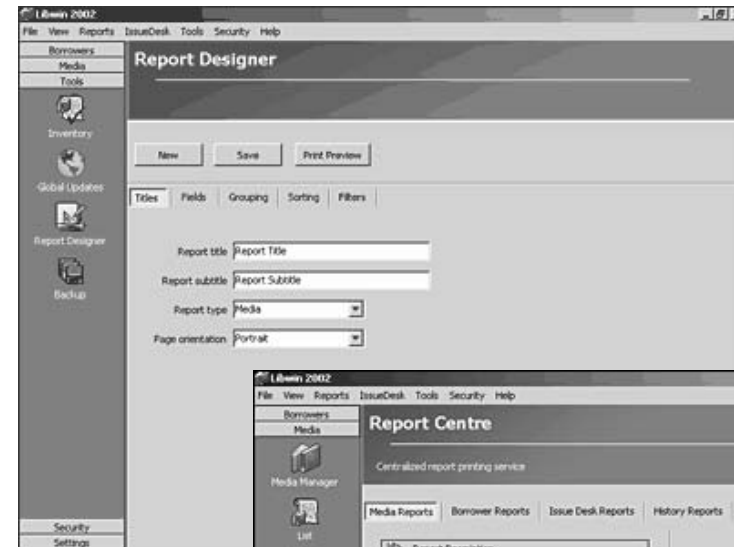 Libwin 2002
File View Reports IssueDesk Tools Security Help
Borrowers
Media
Tools
Inventory
Global Updates
Report Designer
Backup
Security
Settings
Report Designer
New Save Print Preview
Titles Fields Grouping Sorting Filters
Report title Report Title
Report subtitle Report Subtitle
Report type Media
Page orientation Portrait
Libwin 2002
File View Reports IssueDesk Tools Security Help
Borrowers
Media
Media Manager
List
Report Centre
Centralized report printing service
Media Reports Borrower Reports Issue Desk Reports History Reports